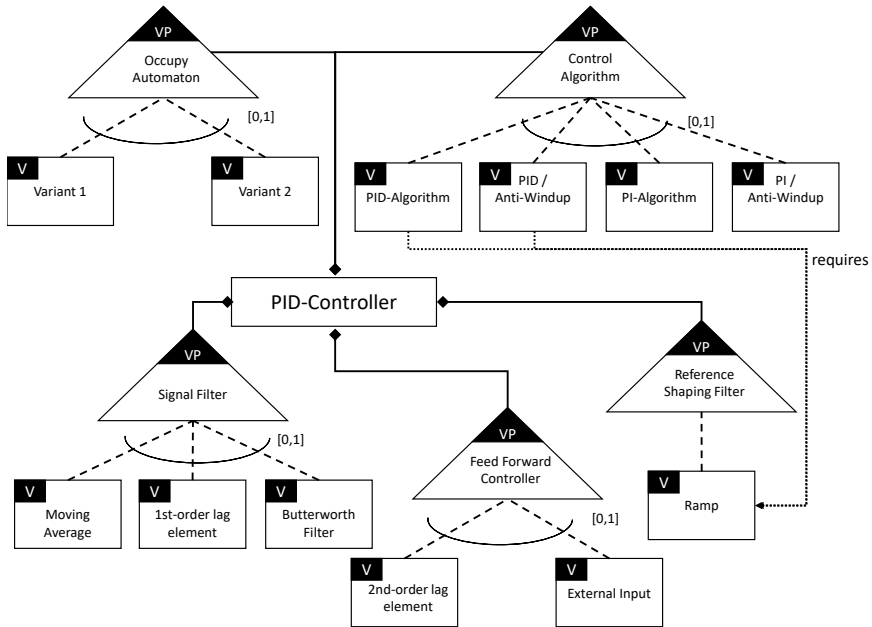 VP
Occupy
Automaton
[0,1]
V
Variant 1
V
Variant 2
VP
Control
Algorithm
[0,1]
V
PID-Algorithm
V
PID /
Anti-Windup
V
PI-Algorithm
V
PI /
Anti-Windup
requires
PID-Controller
VP
Signal Filter
[0,1]
V
Moving
Average
V
1st-order lag
element
V
Butterworth
Filter
VP
Feed Forward
Controller
[0,1]
V
2nd-order lag
element
V
External Input
VP
Reference
Shaping Filter
V
Ramp